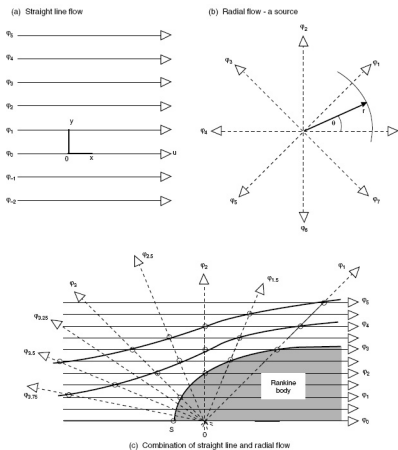 (a) Straight line flow
(b) Radial flow - a source
φ5
φ4
φ3
φ2
φ1
φ0
φ-1
φ-2
y
0
x
u
φ2
φ3
φ1
φ4
r
θ
φ5
φ7
φ6
φ2.5
φ2
φ1.5
φ1
φ3
φ3.25
φ3.5
φ3.75
φ5
φ4
φ3
φ2
φ1
φ0
Rankine
body
S
0
(c) Combination of straight line and radial flow